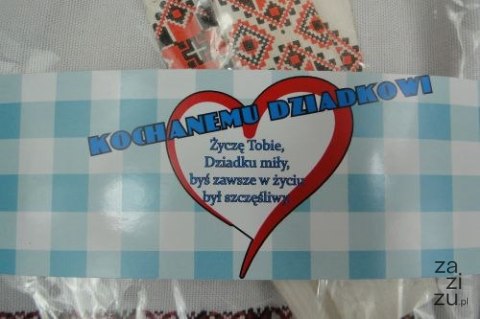 KOCHANEMU DZIADKOWI
Życzę Tobie,
Dziadku miły,
byś zawsze w życiu
był szczęśliwy.
za
zi
zu.pl